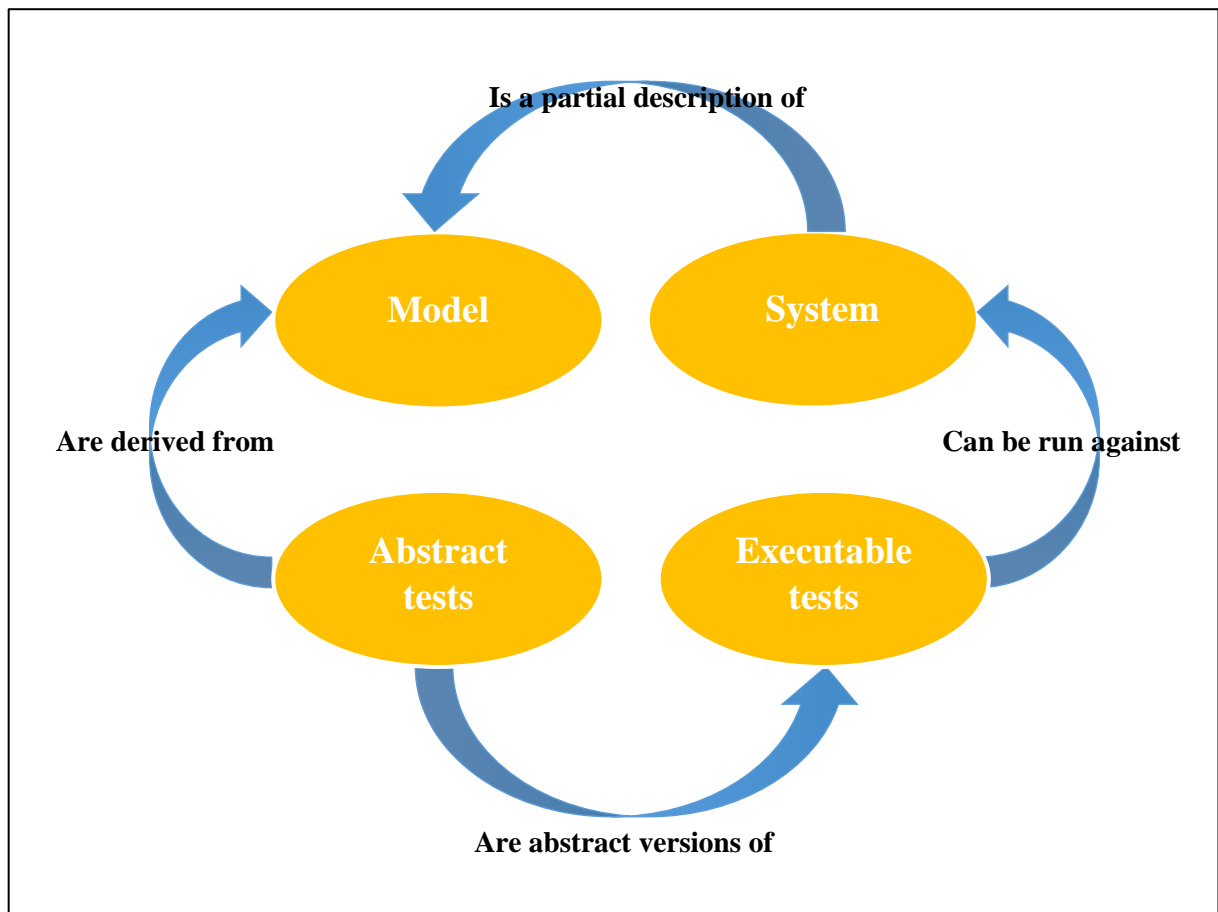 Is a partial description of
Model
System
Are derived from
Can be run against
Abstract
tests
Executable
tests
Are abstract versions of